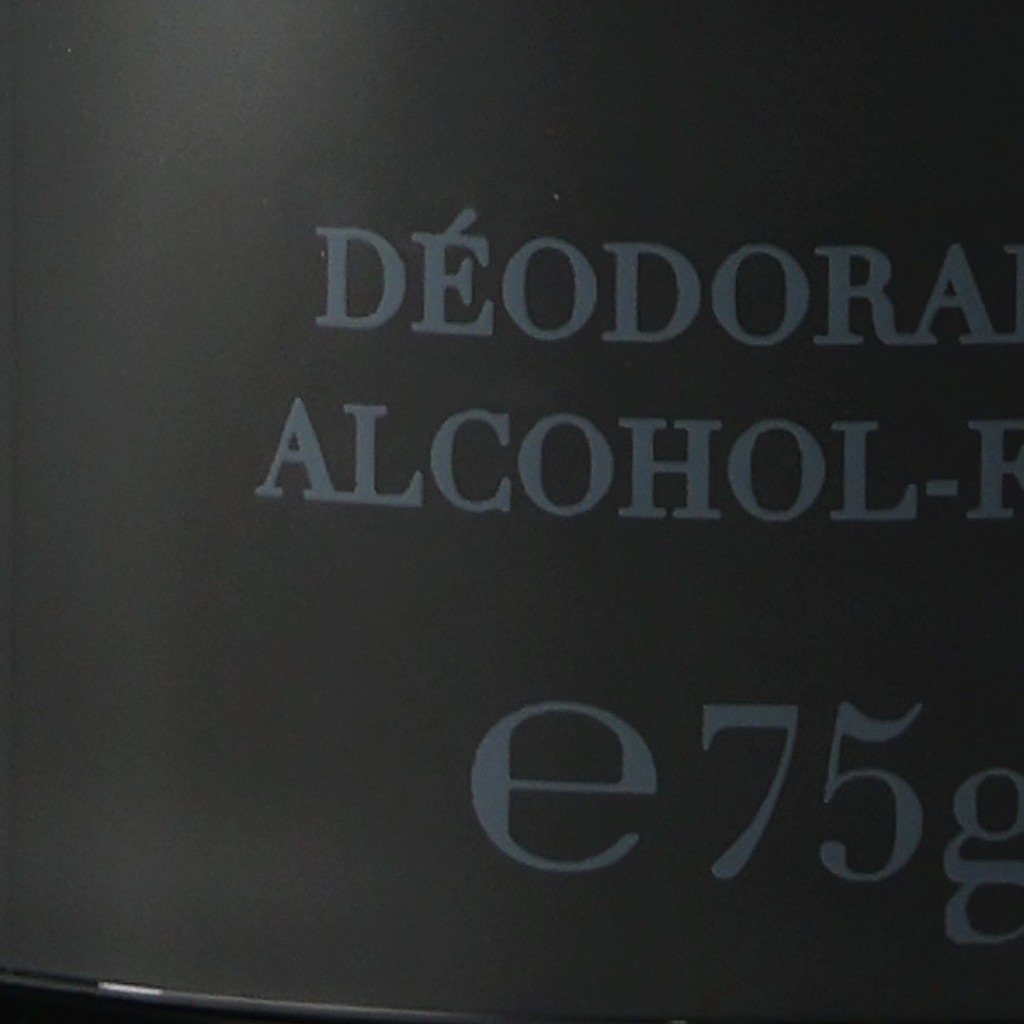 DÉODORA
ALCOHOL-F
℮ 75g